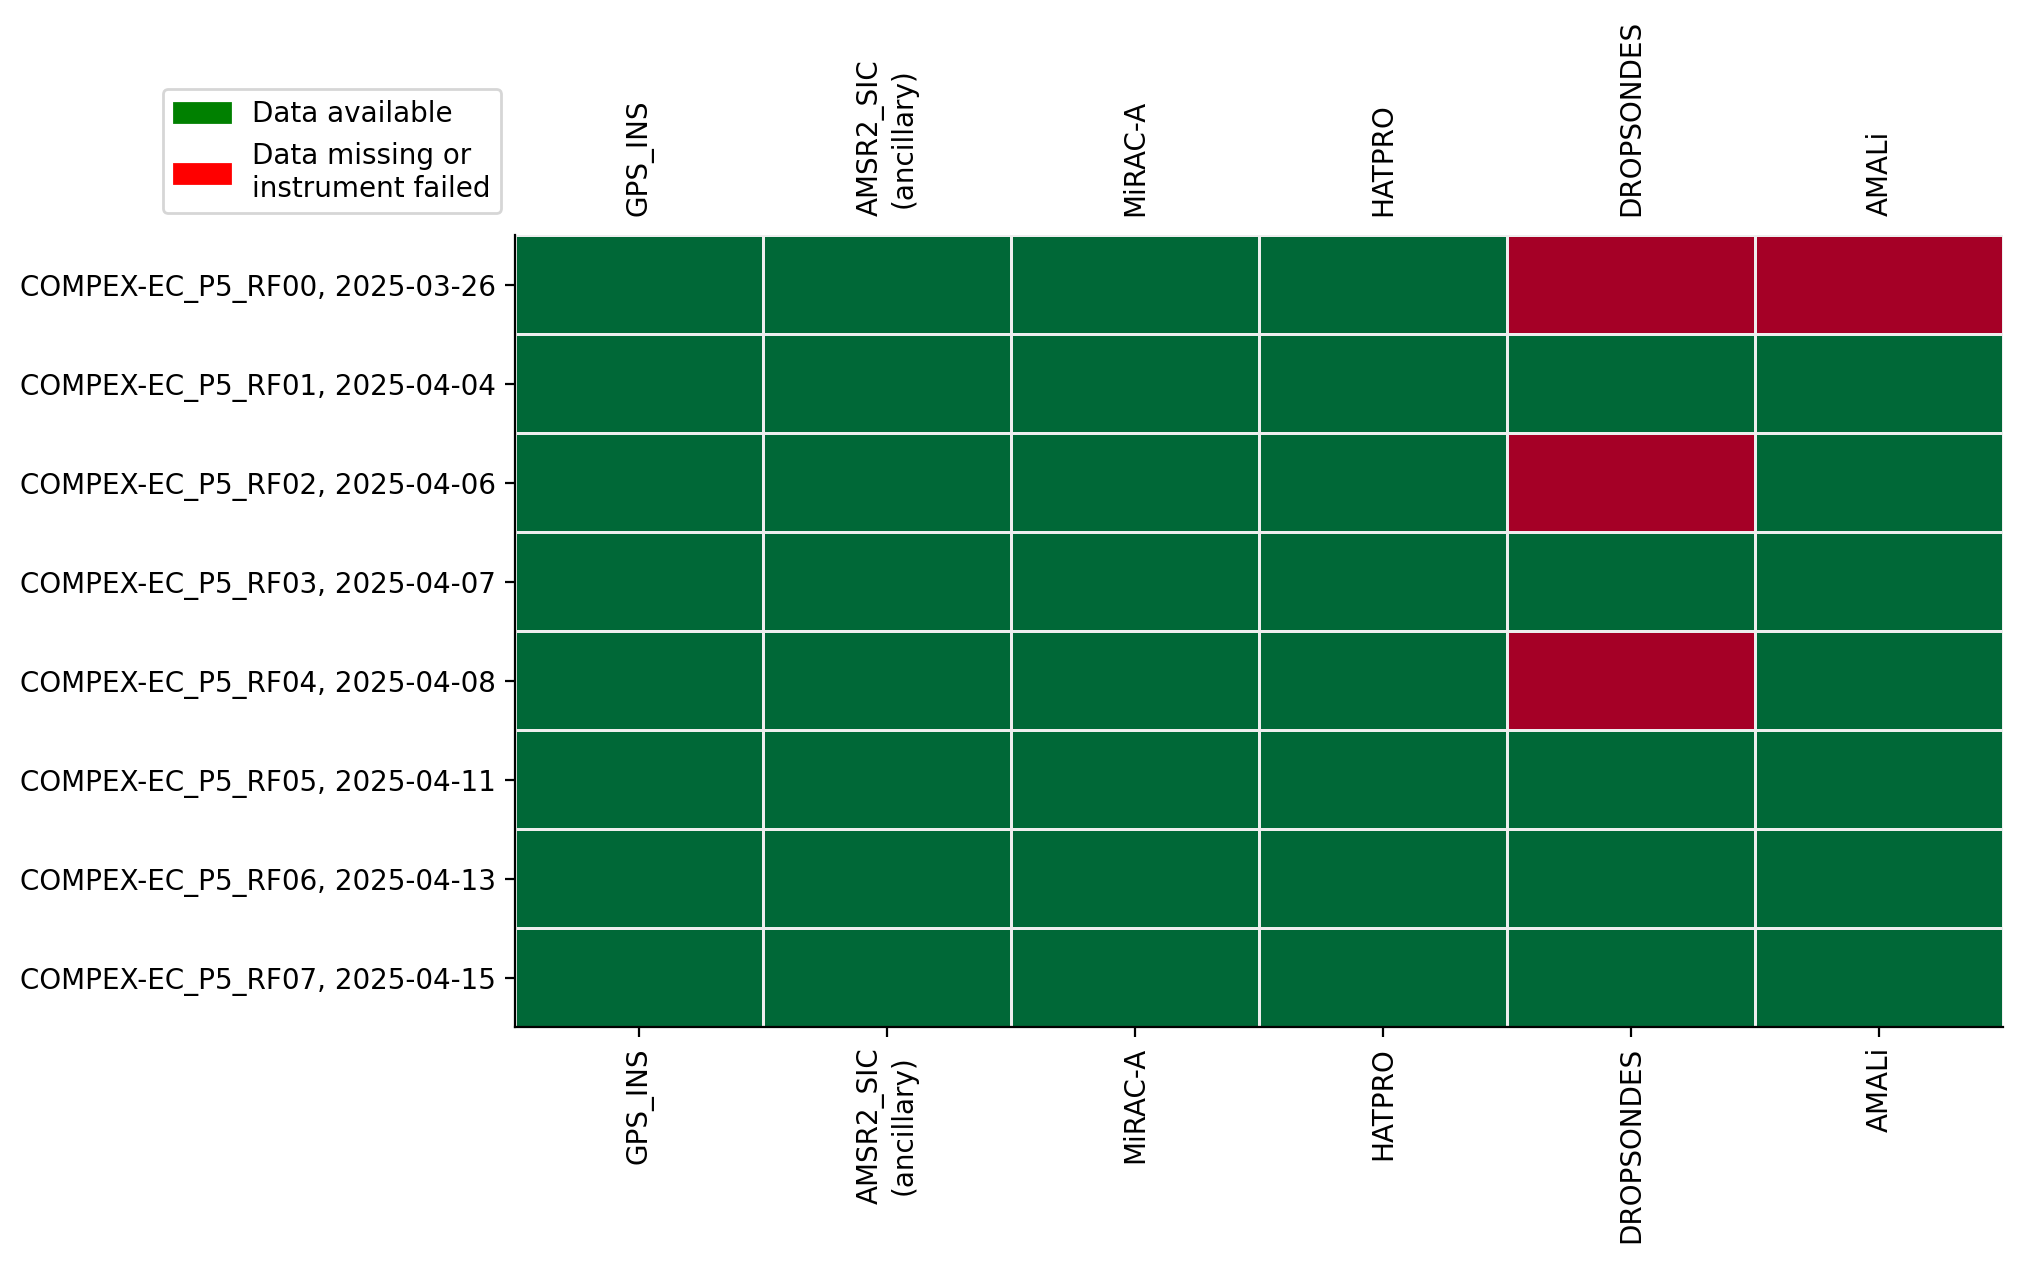 Data available
Data missing or
instrument failed
GPS_INS
AMSR2_SIC
(ancillary)
MiRAC-A
HATPRO
DROPSONDES
AMALi
COMPEX-EC_P5_RF00, 2025-03-26
COMPEX-EC_P5_RF01, 2025-04-04
COMPEX-EC_P5_RF02, 2025-04-06
COMPEX-EC_P5_RF03, 2025-04-07
COMPEX-EC_P5_RF04, 2025-04-08
COMPEX-EC_P5_RF05, 2025-04-11
COMPEX-EC_P5_RF06, 2025-04-13
COMPEX-EC_P5_RF07, 2025-04-15
GPS_INS
AMSR2_SIC
(ancillary)
MiRAC-A
HATPRO
DROPSONDES
AMALi